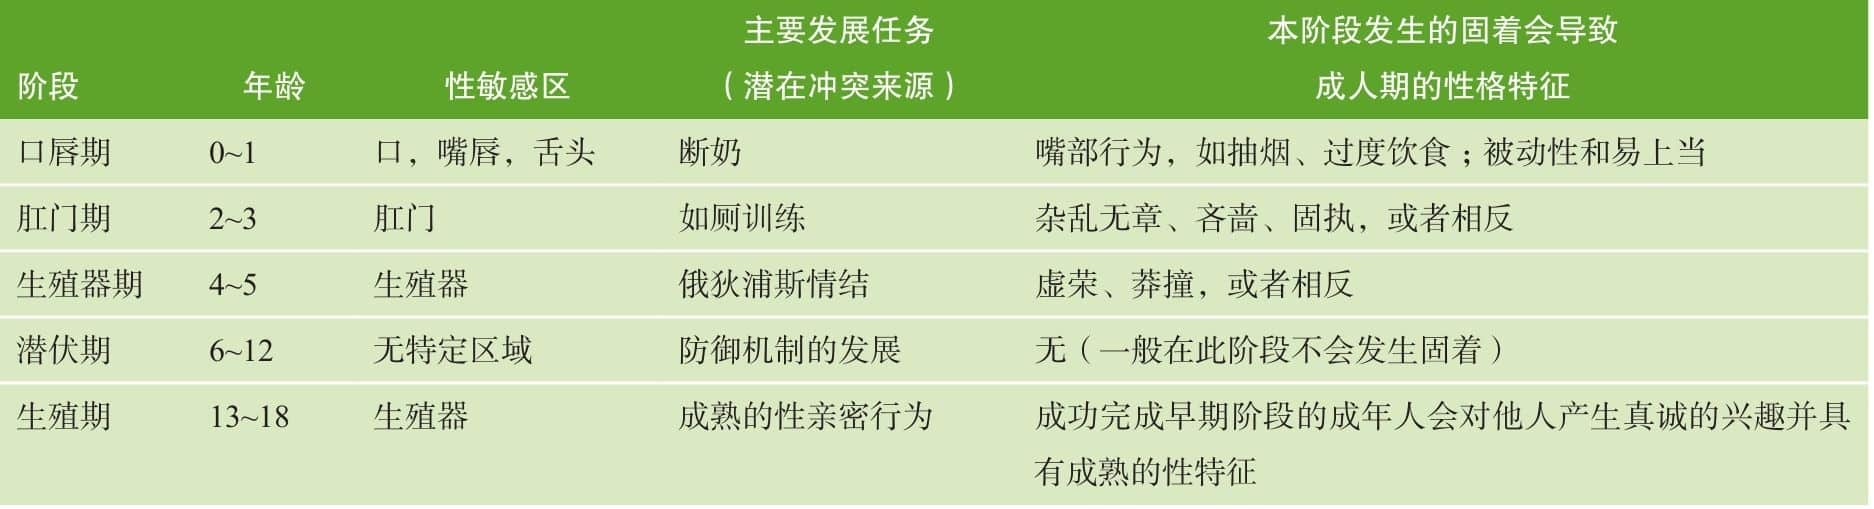 主要发展任务 本阶段发生的固着会导致
阶段 年龄 性敏感区 （潜在冲突来源） 成人期的性格特征
口唇期 0~1 口，嘴唇，舌头 断奶 嘴部行为，如抽烟、过度饮食；被动性和易上当
肛门期 2~3 肛门 如厕训练 杂乱无章、吝啬、固执，或者相反
生殖器期 4~5 生殖器 俄狄浦斯情结 虚荣、莽撞，或者相反
潜伏期 6~12 无特定区域 防御机制的发展 无（一般在此阶段不会发生固着）
生殖期 13~18 生殖器 成熟的性亲密行为 成功完成早期阶段的成年人会对他人产生真诚的兴趣并具
有成熟的性特征